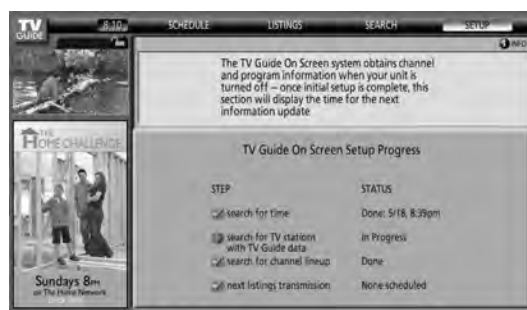 TV
GUIDE
8:10
SCHEDULE
LISTINGS
SEARCH
SETUP
INFO
The TV Guide On Screen system obtains channel
and program information when your unit is
turned off – once initial setup is complete, this
section will display the time for the next
information update
TV Guide On Screen Setup Progress
STEP STATUS
search for time Done: 5/18, 8:39pm
search for TV stations In Progress
with TV Guide data
search for channel lineup Done
next listings transmission None scheduled
THE
HOME CHALLENGE
Sundays 8PM
on The Home Network